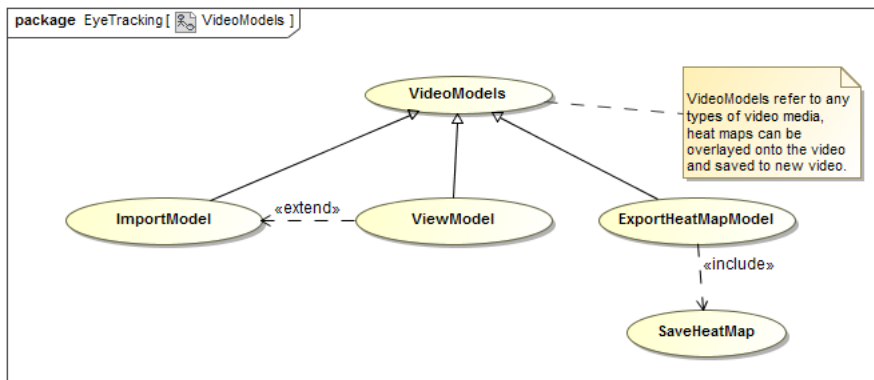 package EyeTracking [ VideoModels ]
VideoModels
VideoModels refer to any
types of video media,
heat maps can be
overlayed onto the video
and saved to new video.
ImportModel
«extend»
ViewModel
ExportHeatMapModel
«include»
SaveHeatMap